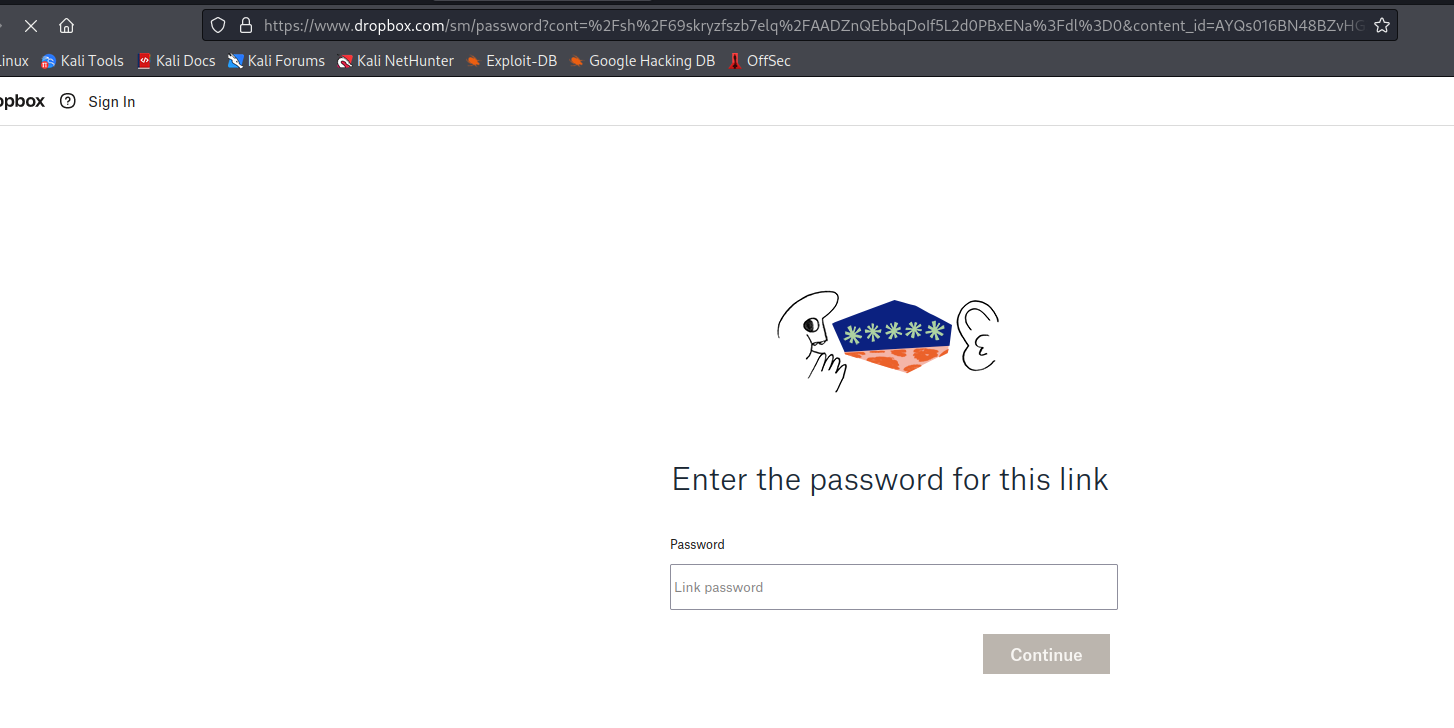 https://www.dropbox.com/sm/password?cont=%2Fsh%2F69skryzfszb7elq%2FAADZnQEbbqDoIf5L2d0PBxENa%3Fdl%3D0&content_id=AYQs016BN48BZvHG
inux Kali Tools Kali Docs Kali Forums Kali NetHunter Exploit-DB Google Hacking DB OffSec
opbox ? Sign In
*****
Enter the password for this link
Password
Link password
Continue